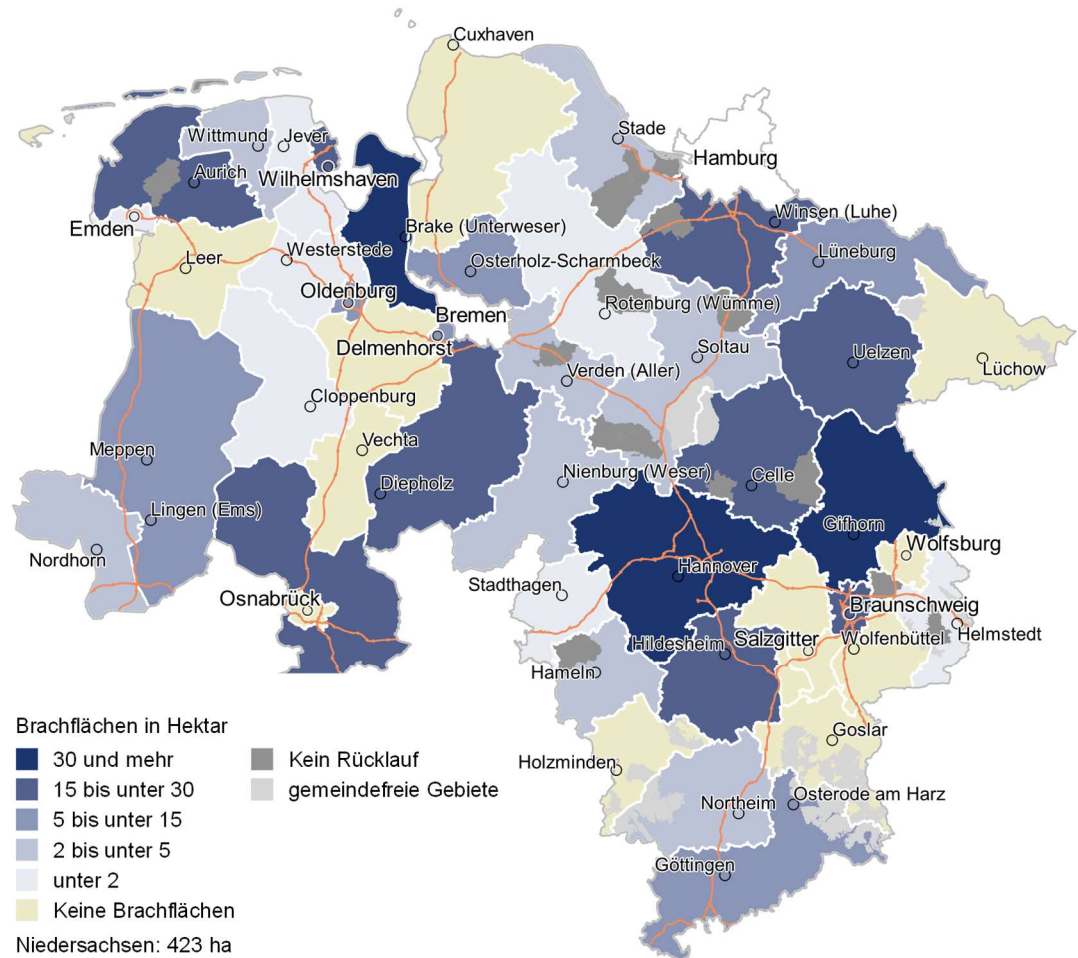 Cuxhaven
Stade
Wittmund
Jever
Hamburg
Wilhelmshaven
Aurich
Winsen (Luhe)
Emden
Brake (Unterweser)
Westerstede
Lüneburg
Leer
Osterholz-Scharmbeck
Oldenburg
Rotenburg (Wümme)
Bremen
Delmenhorst
Soltau
Uelzen
Verden (Aller)
Lüchow
Cloppenburg
Vechta
Meppen
Nienburg (Weser)
Celle
Diepholz
Lingen (Ems)
Gifhorn
Nordhorn
Wolfsburg
Hannover
Stadthagen
Osnabrück
Braunschweig
Helmstedt
Salzgitter
Wolfenbüttel
Hildesheim
Hameln
Goslar
Holzminden
Northeim
Osterode am Harz
Göttingen
Brachflächen in Hektar
30 und mehr
15 bis unter 30
5 bis unter 15
2 bis unter 5
unter 2
Keine Brachflächen
Kein Rücklauf
gemeindefreie Gebiete
Niedersachsen: 423 ha